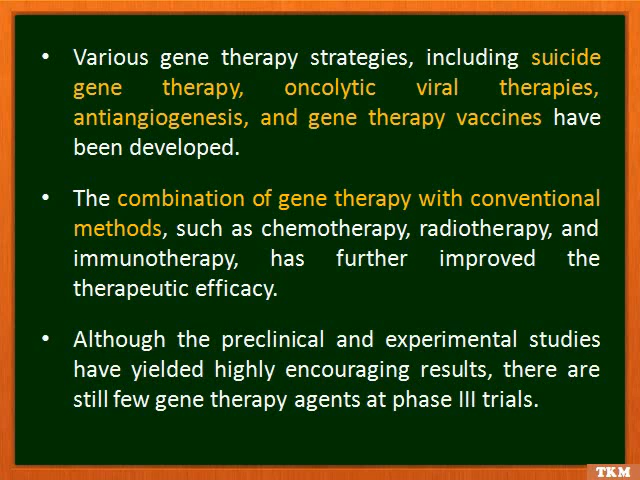 • Various gene therapy strategies, including suicide
gene therapy, oncolytic viral therapies,
antiangiogenesis, and gene therapy vaccines have
been developed.
• The combination of gene therapy with conventional
methods, such as chemotherapy, radiotherapy, and
immunotherapy, has further improved the
therapeutic efficacy.
• Although the preclinical and experimental studies
have yielded highly encouraging results, there are
still few gene therapy agents at phase III trials.
TKM